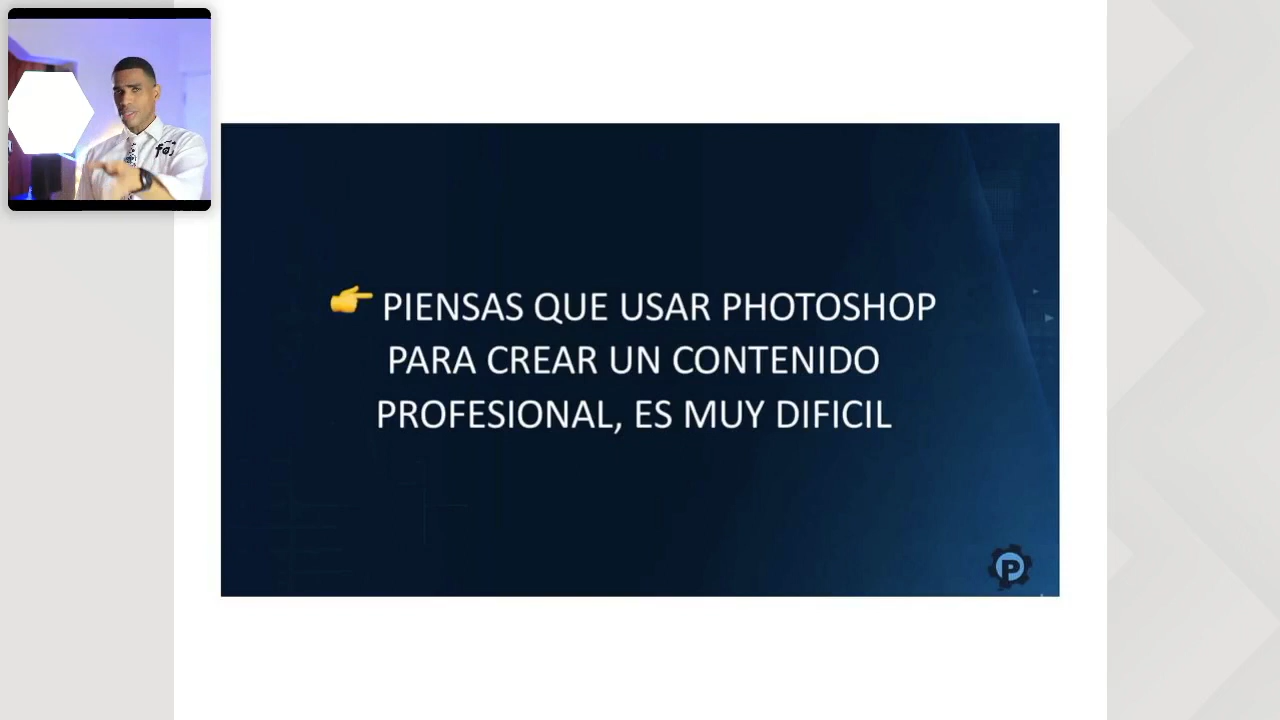 👉 PIENSAS QUE USAR PHOTOSHOP
PARA CREAR UN CONTENIDO
PROFESIONAL, ES MUY DIFICIL
P